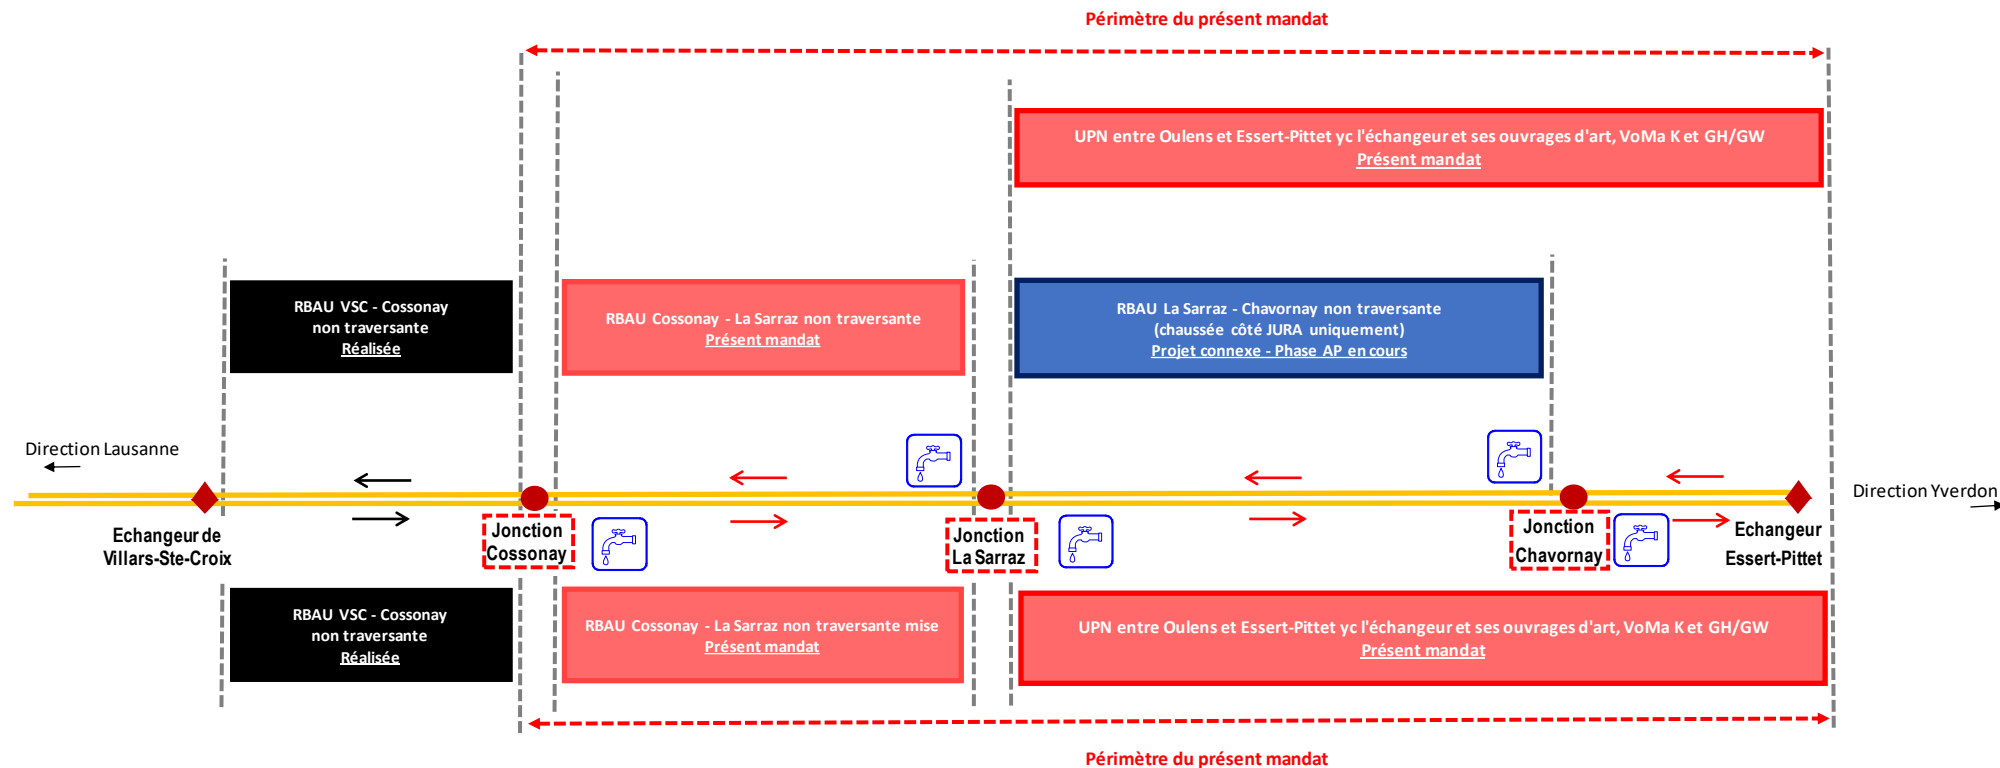 Périmètre du présent mandat
UPN entre Oulens et Essert-Pittet yc l'échangeur et ses ouvrages d'art, VoMa K et GH/GW
Présent mandat
RBAU VSC - Cossonay
non traversante
Réalisée
RBAU Cossonay - La Sarraz non traversante
Présent mandat
RBAU La Sarraz - Chavornay non traversante
(chaussée côté JURA uniquement)
Projet connexe - Phase AP en cours
Direction Lausanne
Direction Yverdon
Echangeur de
Villars-Ste-Croix
Jonction
Cossonay
Jonction
La Sarraz
Jonction
Chavornay
Echangeur
Essert-Pittet
RBAU VSC - Cossonay
non traversante
Réalisée
RBAU Cossonay - La Sarraz non traversante mise
Présent mandat
UPN entre Oulens et Essert-Pittet yc l'échangeur et ses ouvrages d'art, VoMa K et GH/GW
Présent mandat
Périmètre du présent mandat